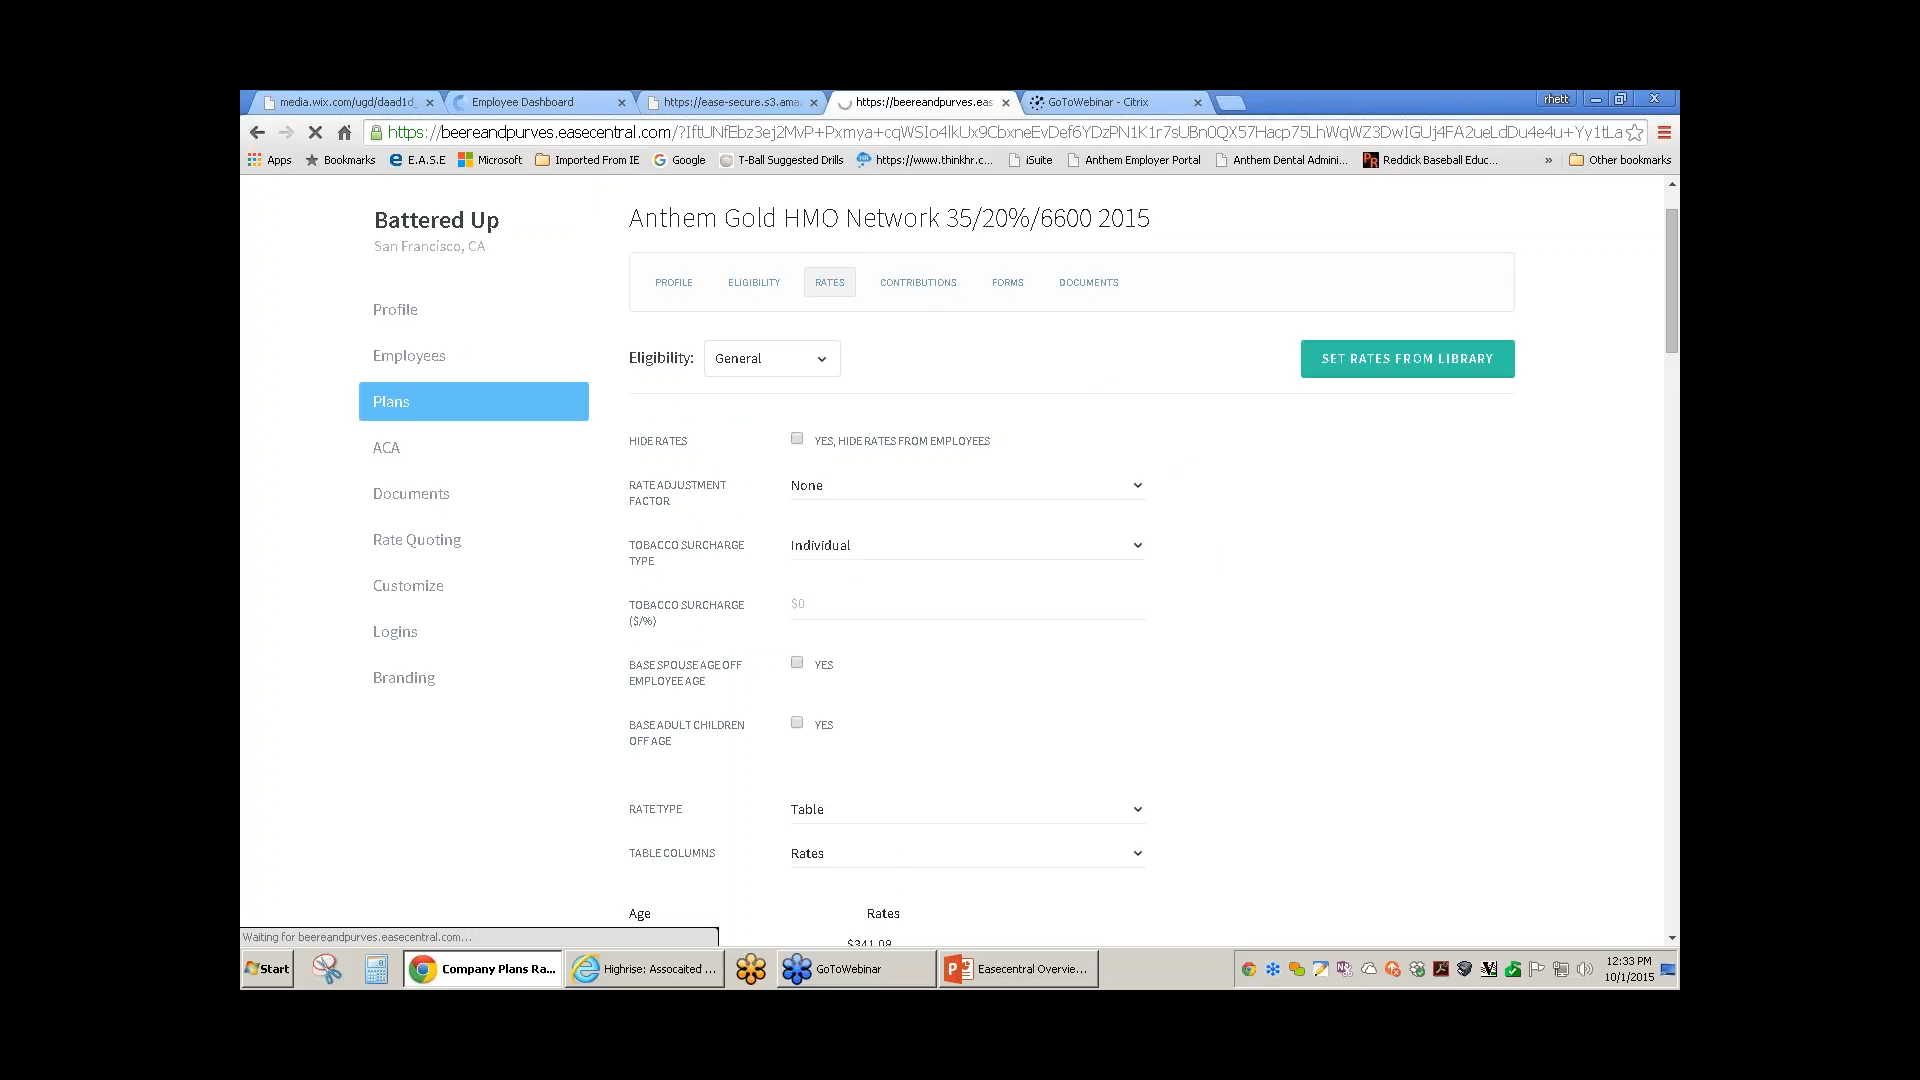 media.wix.com/ugd/daad1d_
Employee Dashboard
https://ease-secure.s3.ama
https://beereandpurves.eas
GoToWebinar - Citrix
rhett
https://beereandpurves.easecentral.com/
Apps
Bookmarks
E.A.S.E
Microsoft
Imported From IE
Google
T-Ball Suggested Drills
https://www.thinkhr.c...
iSuite
Anthem Employer Portal
Anthem Dental Admini...
Reddick Baseball Educ...
»
Other bookmarks
Battered Up
San Francisco, CA
Profile
Employees
Plans
ACA
Documents
Rate Quoting
Customize
Logins
Branding
Anthem Gold HMO Network 35/20%/6600 2015
PROFILE
ELIGIBILITY
RATES
CONTRIBUTIONS
FORMS
DOCUMENTS
Eligibility:
General
SET RATES FROM LIBRARY
HIDE RATES
YES, HIDE RATES FROM EMPLOYEES
RATE ADJUSTMENT
FACTOR
None
TOBACCO SURCHARGE
TYPE
Individual
TOBACCO SURCHARGE
($/%)
$0
BASE SPOUSE AGE OFF
EMPLOYEE AGE
YES
BASE ADULT CHILDREN
OFF AGE
YES
RATE TYPE
Table
TABLE COLUMNS
Rates
Age
Rates
$341.09
Waiting for beereandpurves.easecentral.com...
Start
Company Plans Ra...
Highrise: Assocaited ...
GoToWebinar
Easecentral Overvie...
12:33 PM
10/1/2015